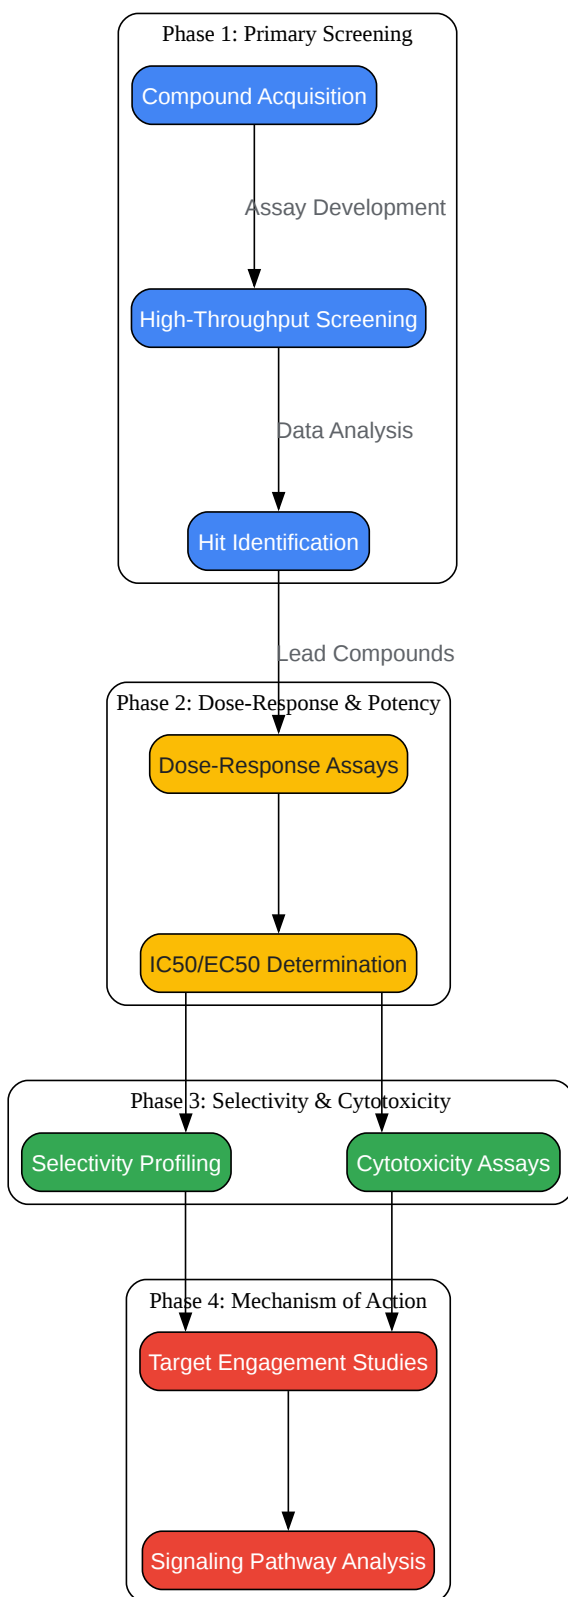 Phase 1: Primary Screening
Compound Acquisition
Assay Development
High-Throughput Screening
Data Analysis
Hit Identification
Lead Compounds
Phase 2: Dose-Response & Potency
Dose-Response Assays
IC50/EC50 Determination
Phase 3: Selectivity & Cytotoxicity
Selectivity Profiling
Cytotoxicity Assays
Phase 4: Mechanism of Action
Target Engagement Studies
Signaling Pathway Analysis